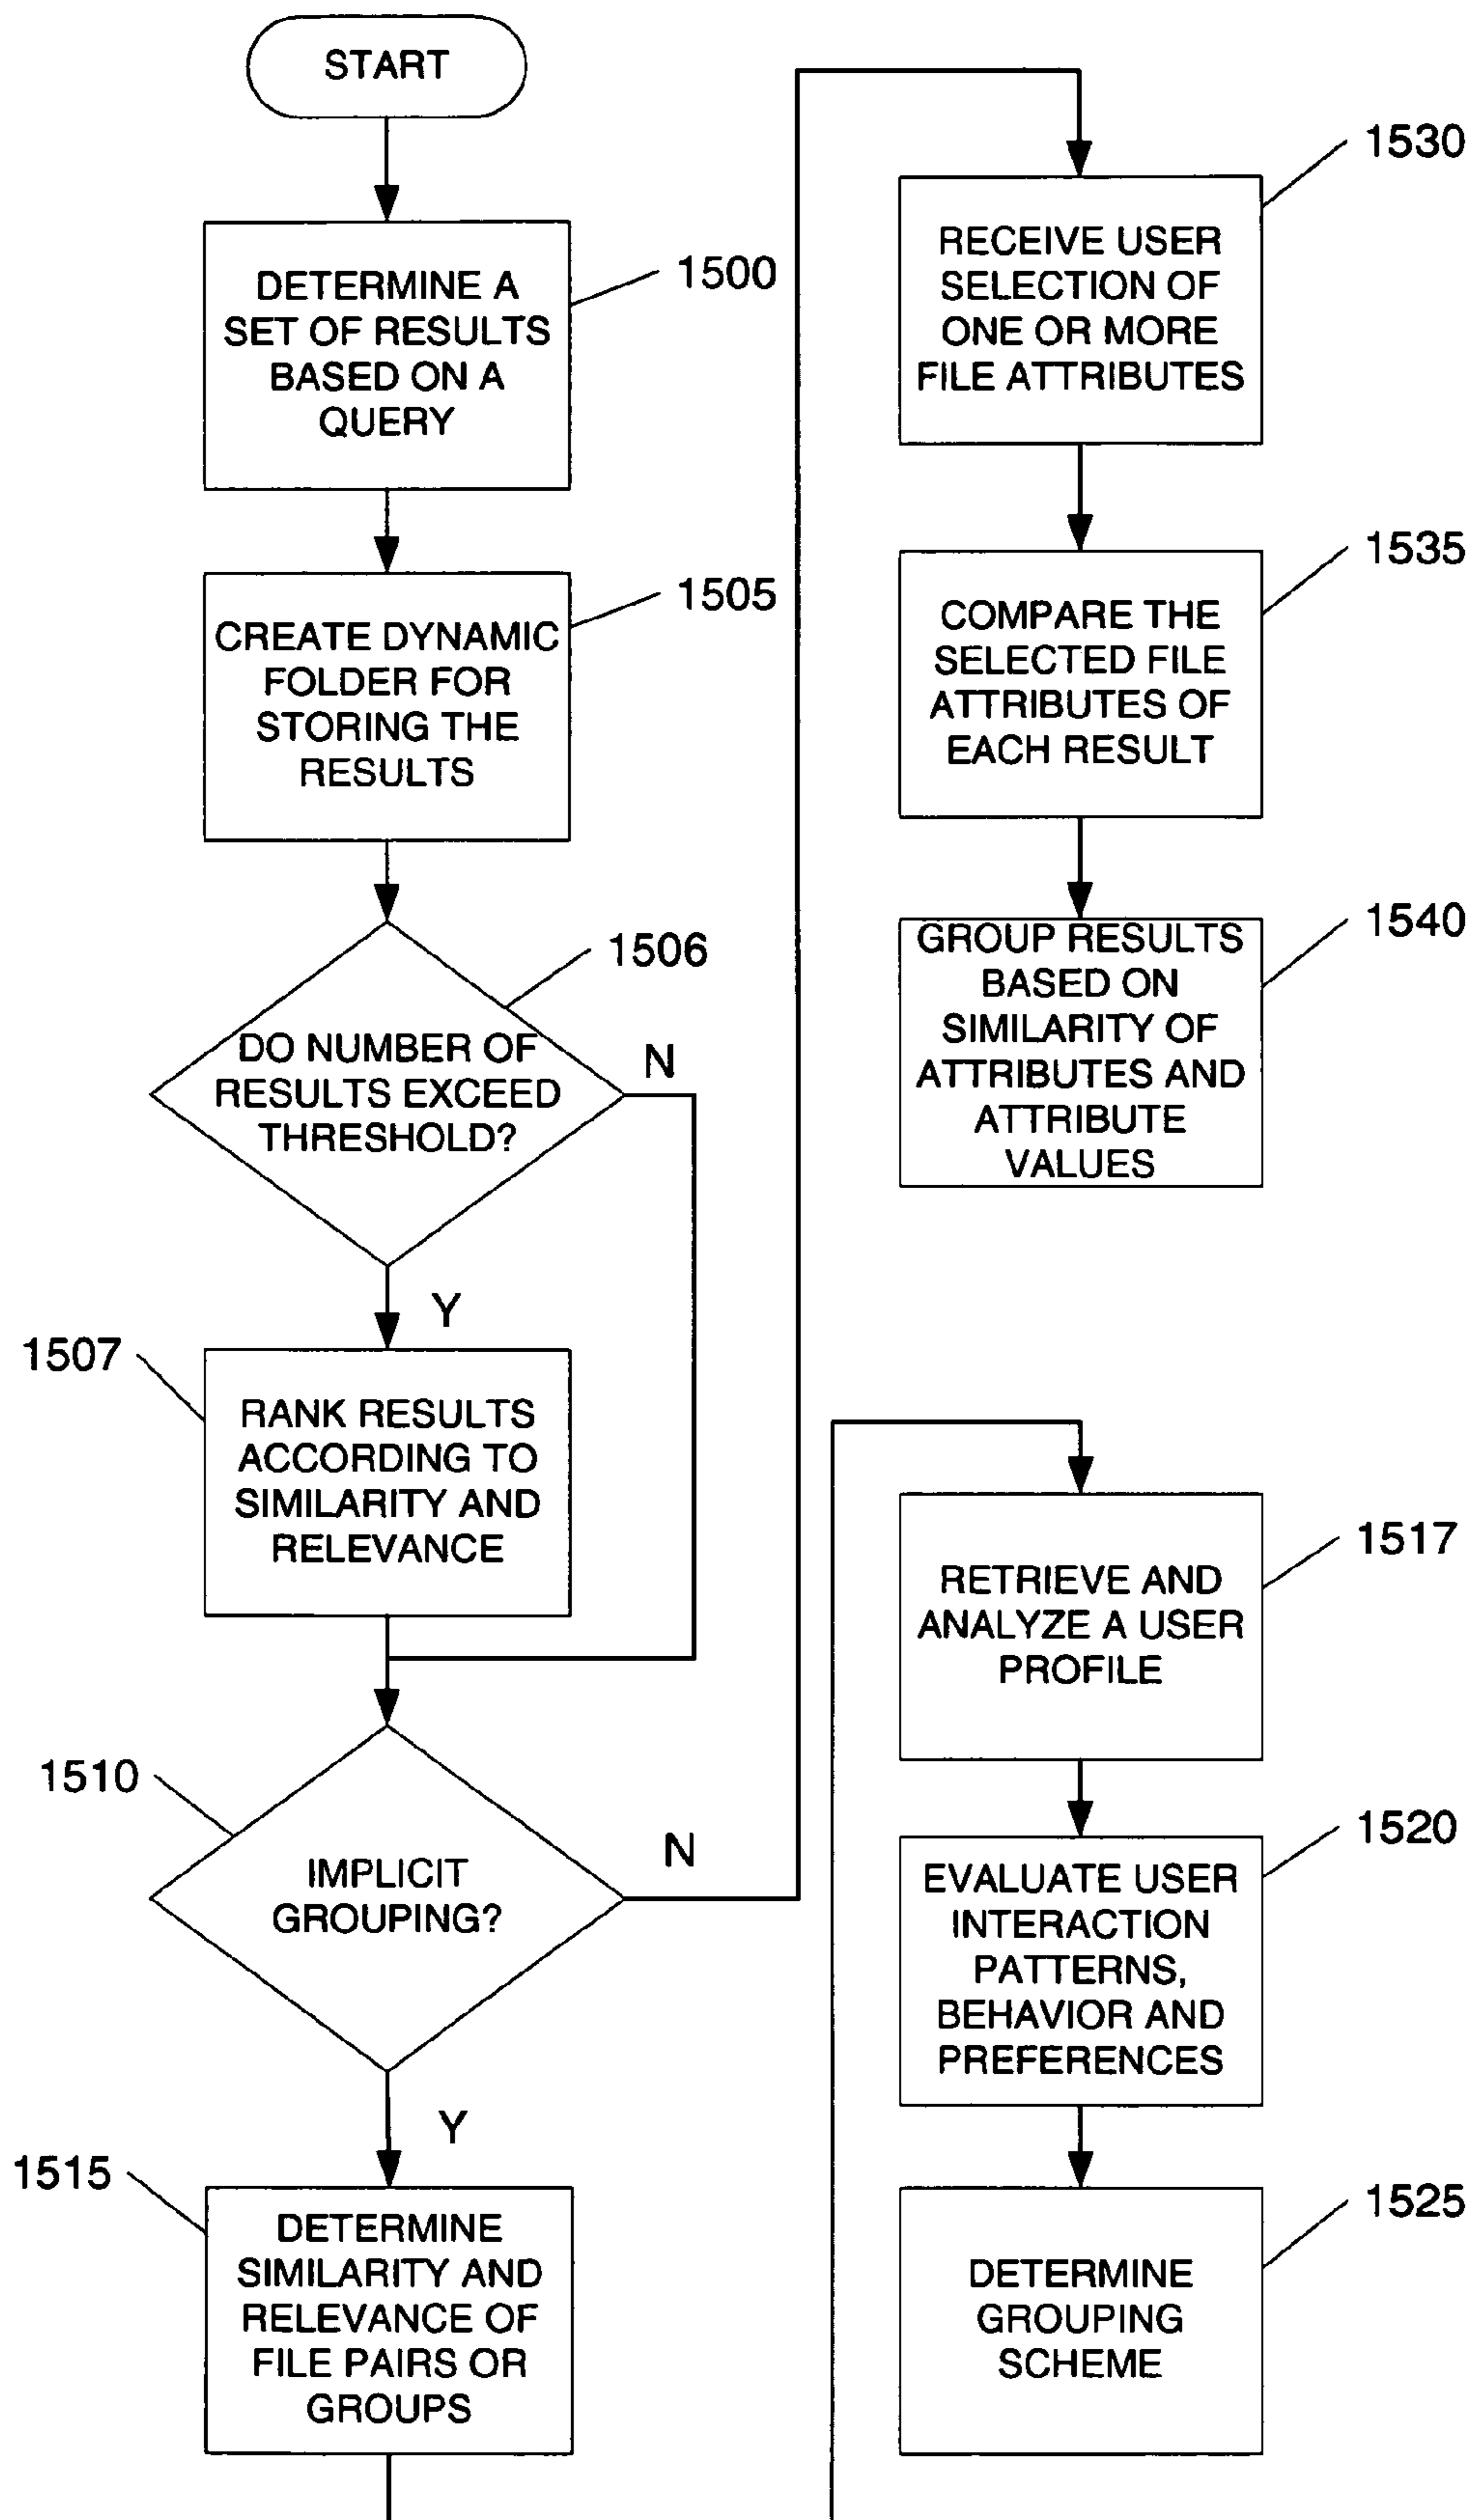 START
DETERMINE A
SET OF RESULTS
BASED ON A
QUERY
1500
CREATE DYNAMIC
FOLDER FOR
STORING THE
RESULTS
1505
DO NUMBER OF
RESULTS EXCEED
THRESHOLD?
1506
N
Y
1507
RANK RESULTS
ACCORDING TO
SIMILARITY AND
RELEVANCE
1510
IMPLICIT
GROUPING?
N
Y
1515
DETERMINE
SIMILARITY AND
RELEVANCE OF
FILE PAIRS OR
GROUPS
1530
RECEIVE USER
SELECTION OF
ONE OR MORE
FILE ATTRIBUTES
1535
COMPARE THE
SELECTED FILE
ATTRIBUTES OF
EACH RESULT
1540
GROUP RESULTS
BASED ON
SIMILARITY OF
ATTRIBUTES AND
ATTRIBUTE
VALUES
1517
RETRIEVE AND
ANALYZE A USER
PROFILE
1520
EVALUATE USER
INTERACTION
PATTERNS,
BEHAVIOR AND
PREFERENCES
1525
DETERMINE
GROUPING
SCHEME